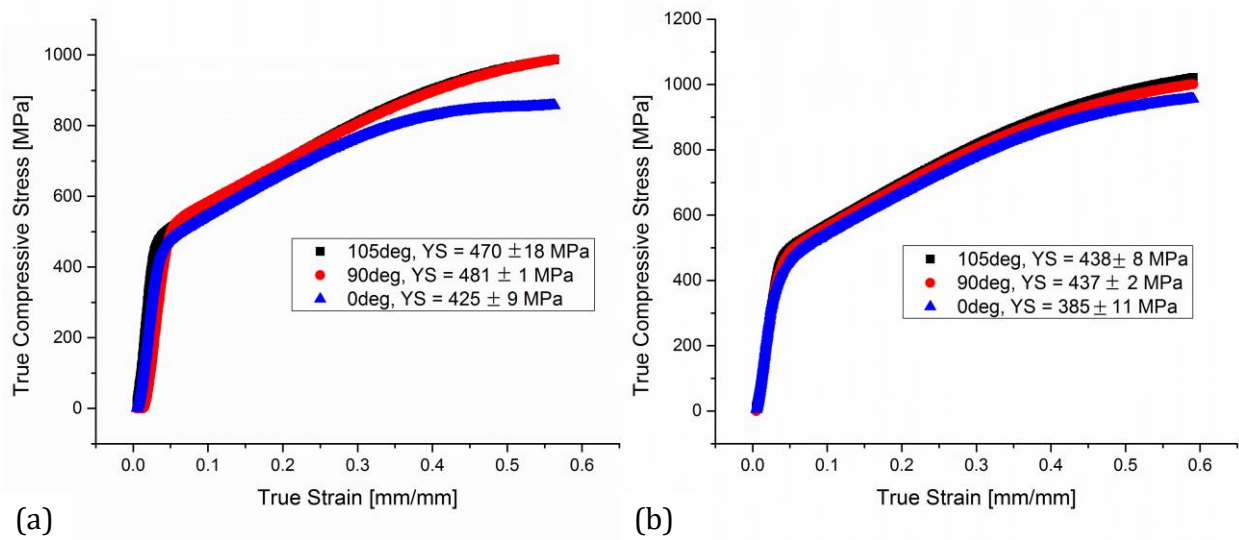 1000
800
600
400
200
0
True Compressive Stress [MPa]
105deg, YS = 470 ±18 MPa
90deg, YS = 481 ± 1 MPa
0deg, YS = 425 ± 9 MPa
0.0 0.1 0.2 0.3 0.4 0.5 0.6
True Strain [mm/mm]
(a)
1200
1000
800
600
400
200
0
True Compressive Stress [MPa]
105deg, YS = 438± 8 MPa
90deg, YS = 437 ± 2 MPa
0deg, YS = 385± 11 MPa
0.0 0.1 0.2 0.3 0.4 0.5 0.6
True Strain [mm/mm]
(b)